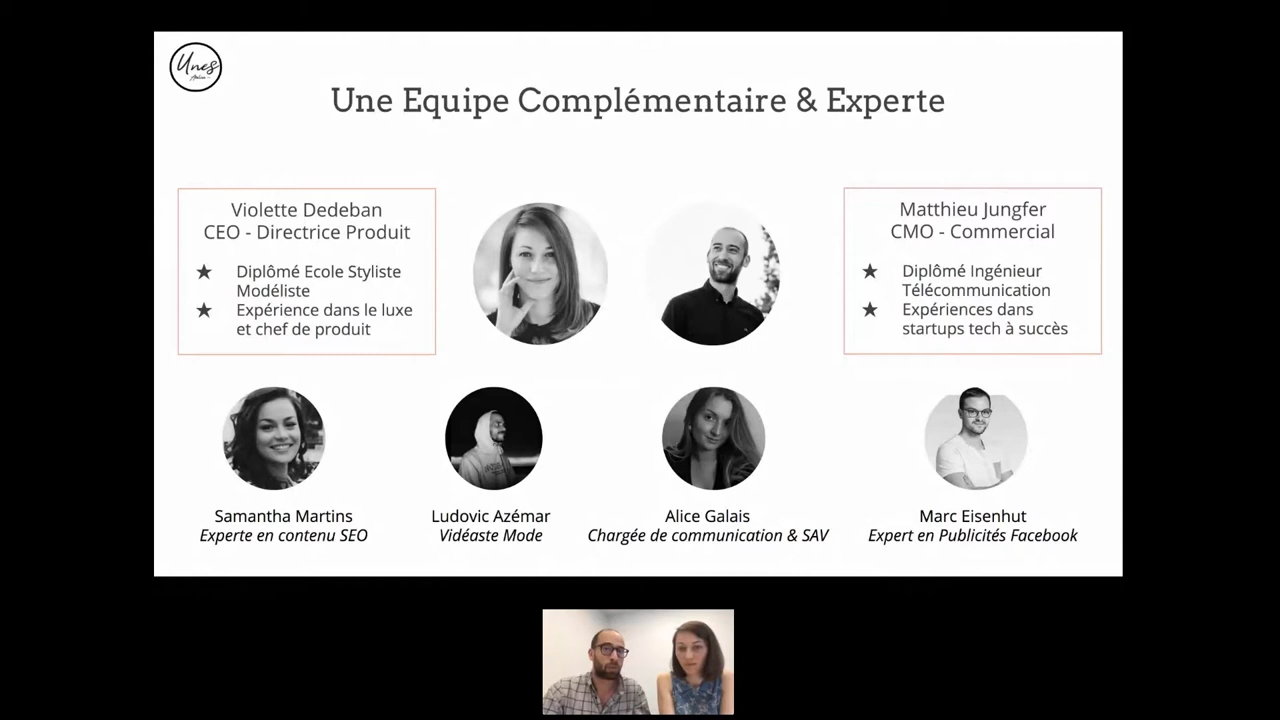 Unes
Une Equipe Complémentaire & Experte
Violette Dedeban
CEO - Directrice Produit
★ Diplômé Ecole Styliste
Modéliste
★ Expérience dans le luxe
et chef de produit
Matthieu Jungfer
CMO - Commercial
★ Diplômé Ingénieur
Télécommunication
★ Expériences dans
startups tech à succès
Samantha Martins
Experte en contenu SEO
Ludovic Azémar
Vidéaste Mode
Alice Galais
Chargée de communication & SAV
Marc Eisenhut
Expert en Publicités Facebook